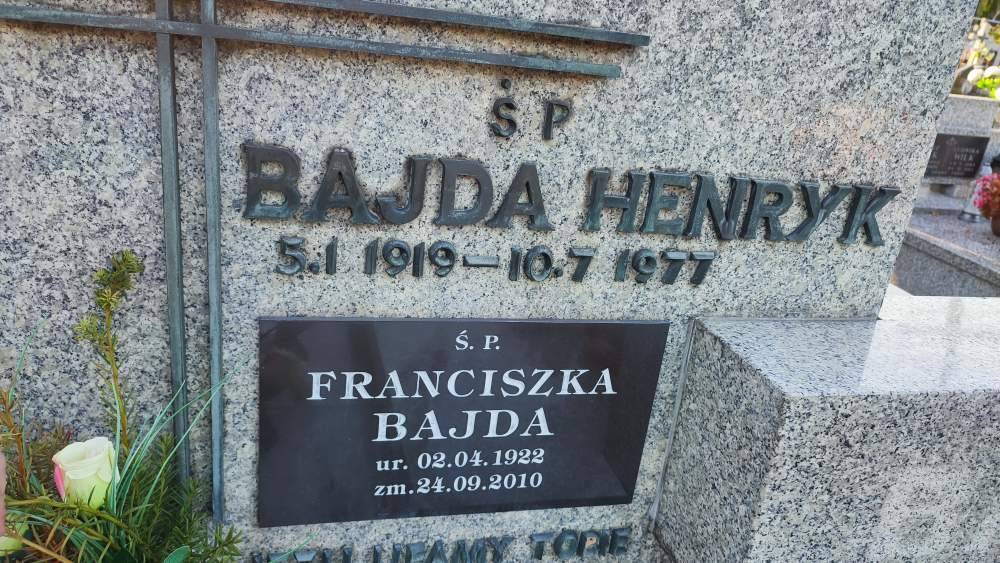 Ś P
BAJDA HENRYK
5.1 1919 - 10.7 1977
Ś. P.
FRANCISZKA
BAJDA
ur. 02.04.1922
zm. 24.09.2010
UFAMY TOBIE
WILK